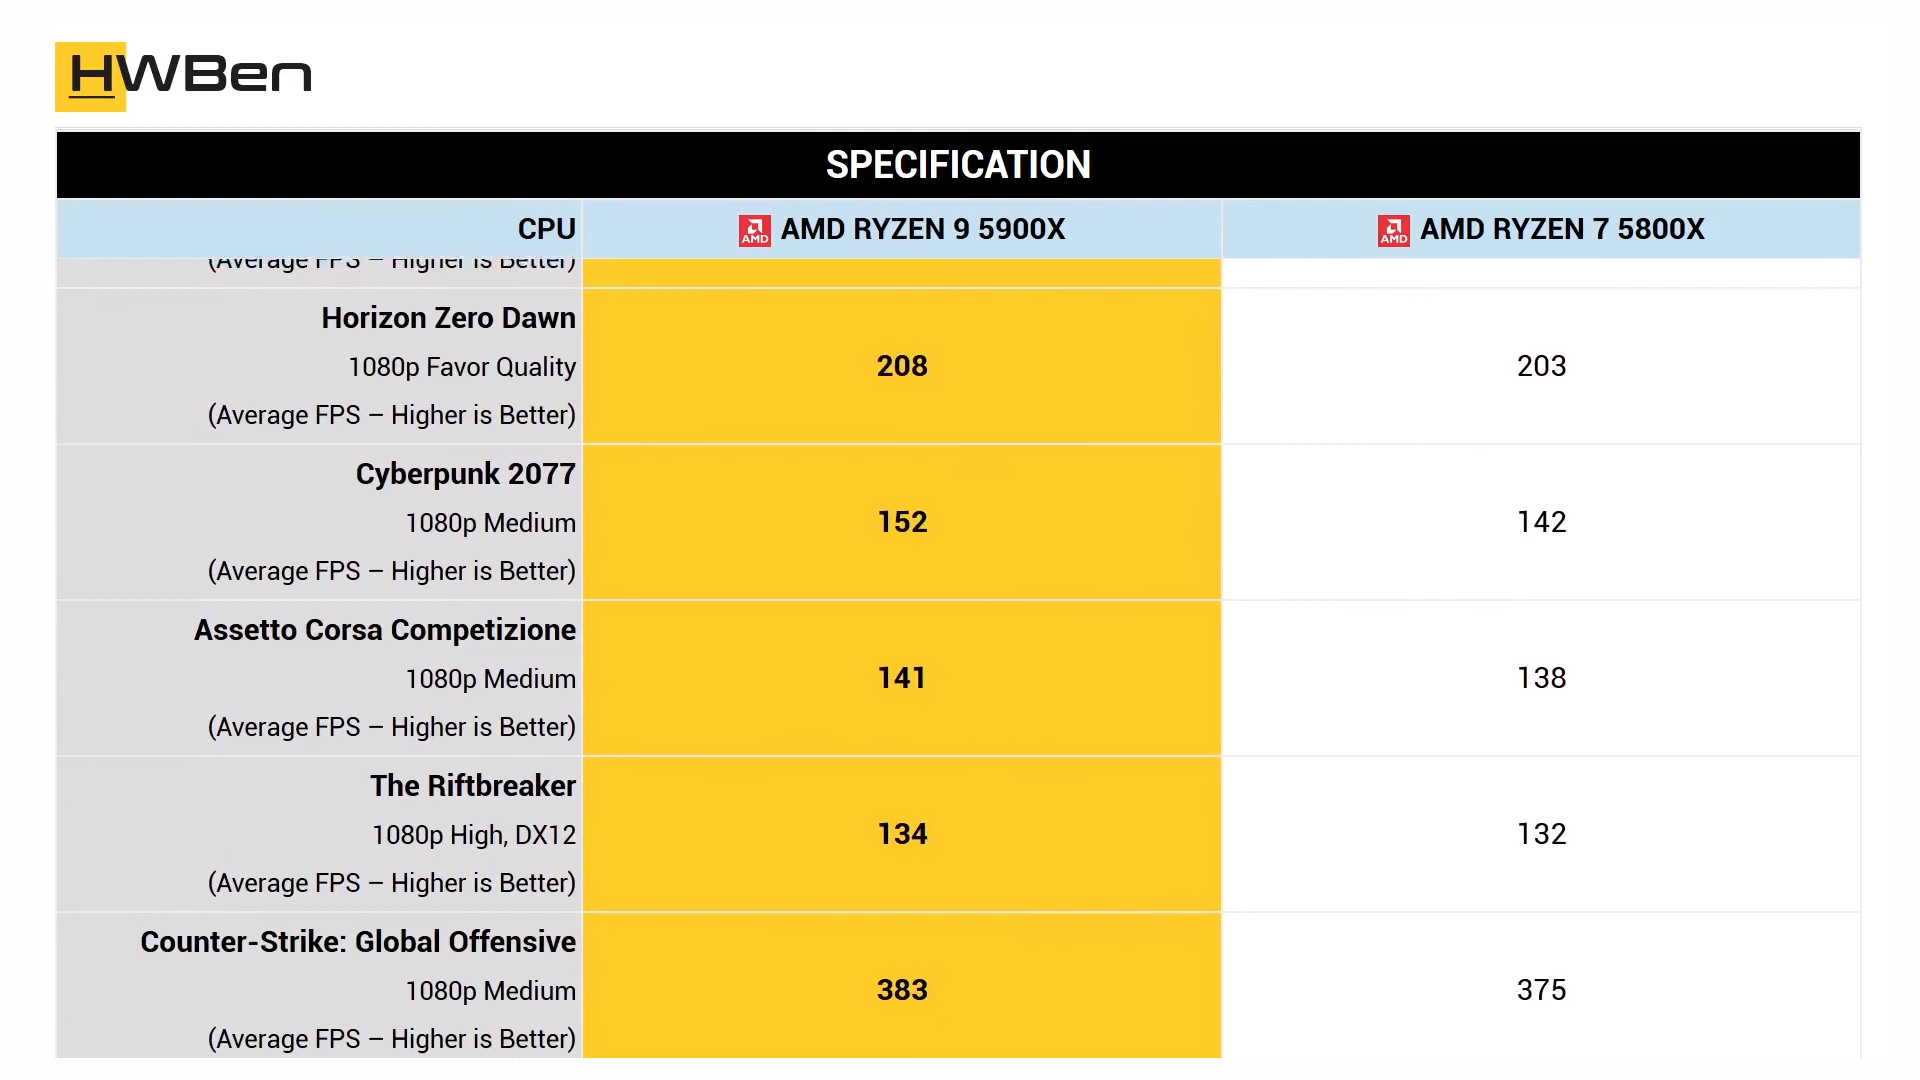 HWBen
SPECIFICATION
CPU
AMD AMD RYZEN 9 5900X
AMD AMD RYZEN 7 5800X
(Average FPS – Higher is Better)
Horizon Zero Dawn
1080p Favor Quality
(Average FPS – Higher is Better)
208
203
Cyberpunk 2077
1080p Medium
(Average FPS – Higher is Better)
152
142
Assetto Corsa Competizione
1080p Medium
(Average FPS – Higher is Better)
141
138
The Riftbreaker
1080p High, DX12
(Average FPS – Higher is Better)
134
132
Counter-Strike: Global Offensive
1080p Medium
(Average FPS – Higher is Better)
383
375